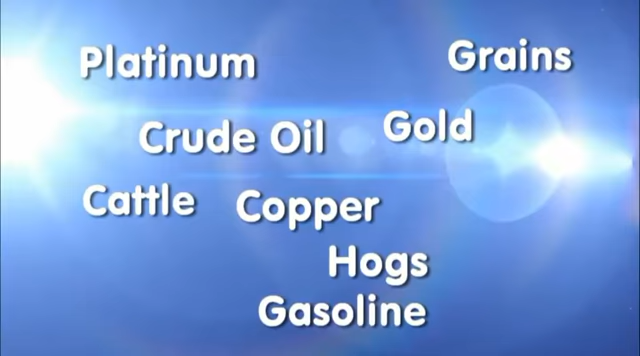 Platinum
Grains
Crude Oil
Gold
Cattle
Copper
Hogs
Gasoline